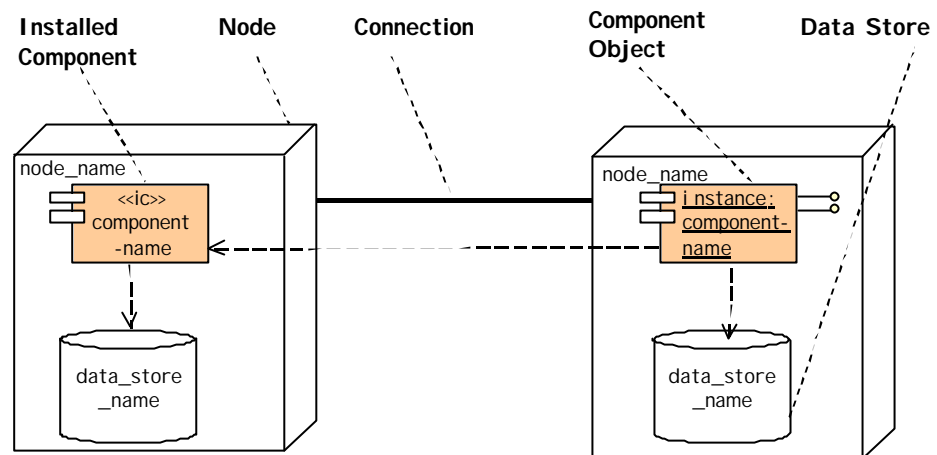 Installed
Component
Node
Connection
Component
Object
Data Store
node_name
<<ic>>
component
-name
data_store
_name
node_name
instance:
component-
name
data_store
_name